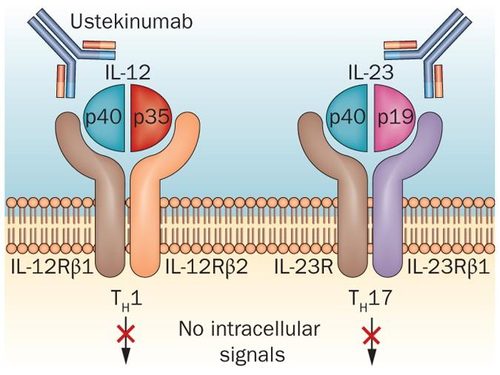 Ustekinumab
IL-12
IL-23
p40
p35
p40
p19
IL-12Rβ1
IL-12Rβ2
IL-23R
IL-23Rβ1
TH1
TH17
No intracellular
signals